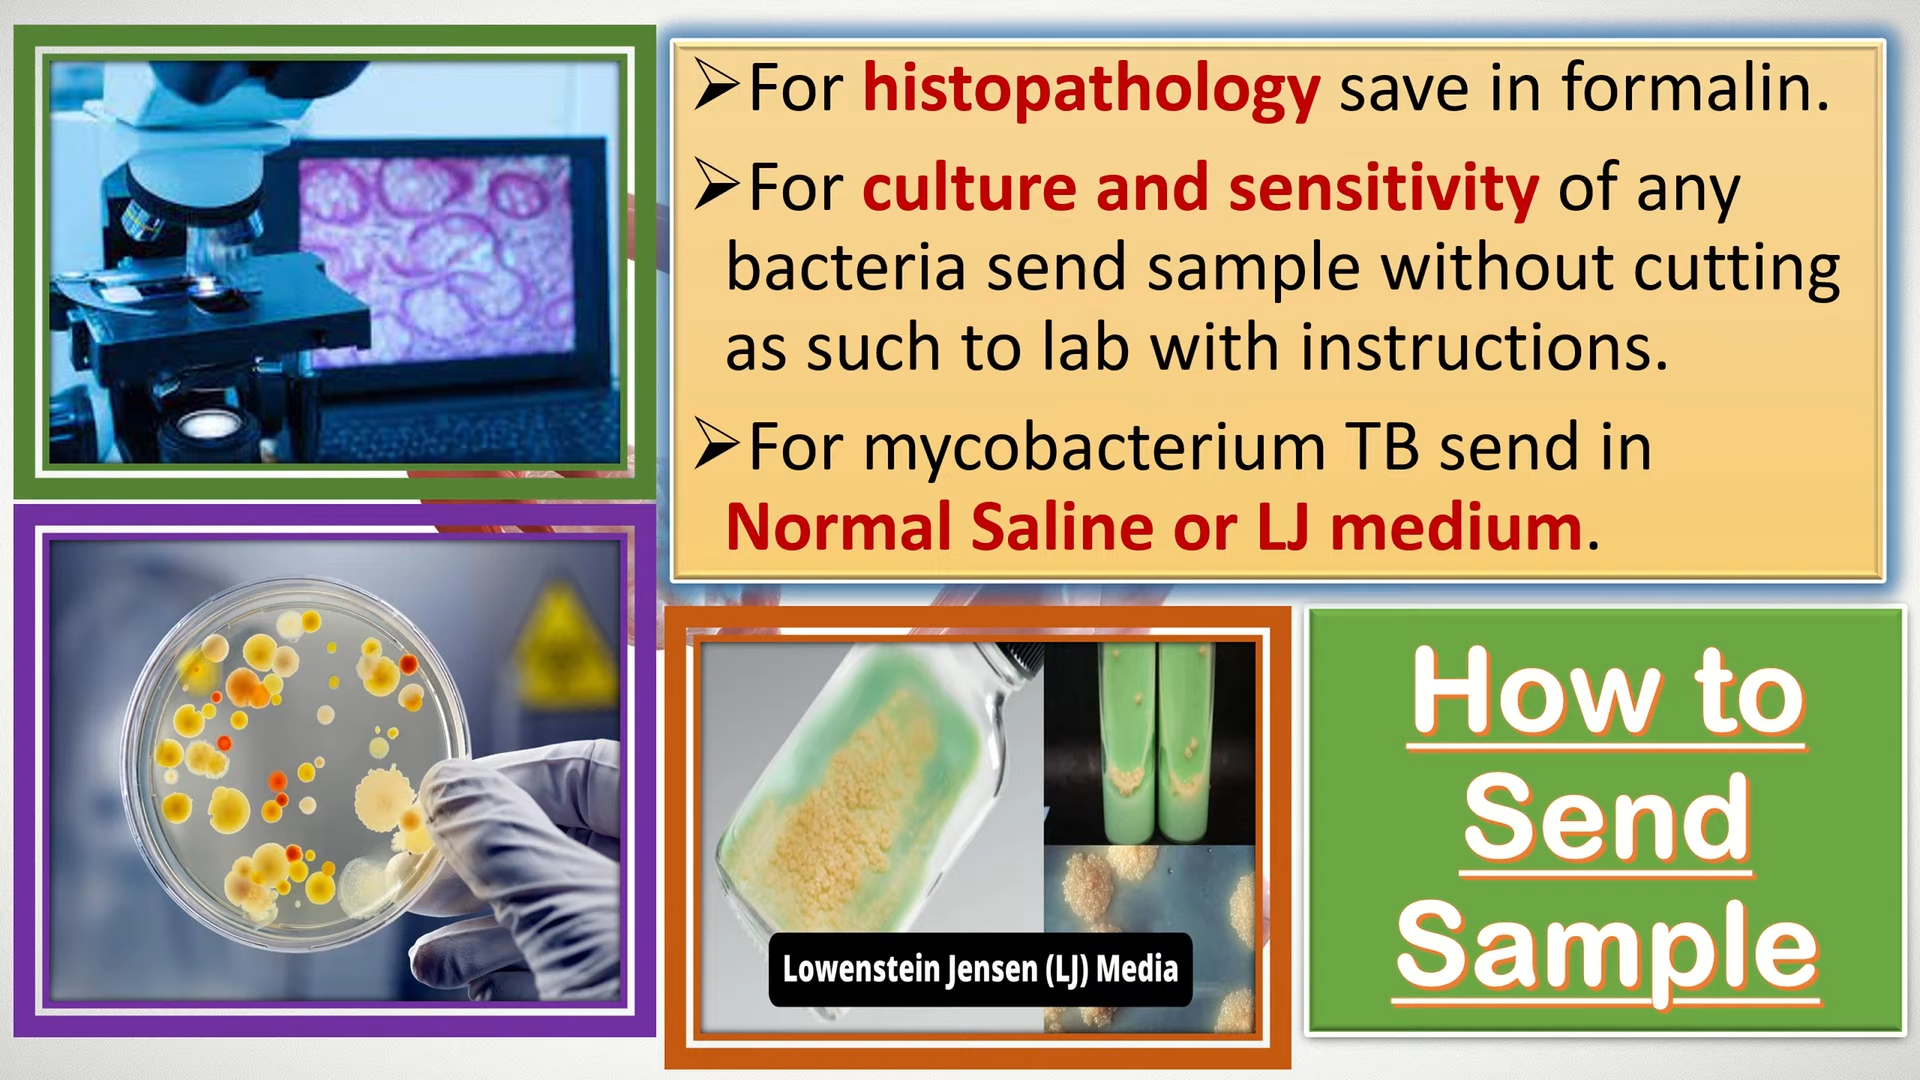 ➢For histopathology save in formalin.
➢For culture and sensitivity of any
bacteria send sample without cutting
as such to lab with instructions.
➢For mycobacterium TB send in
Normal Saline or LJ medium.
Lowenstein Jensen (LJ) Media
How to
Send
Sample